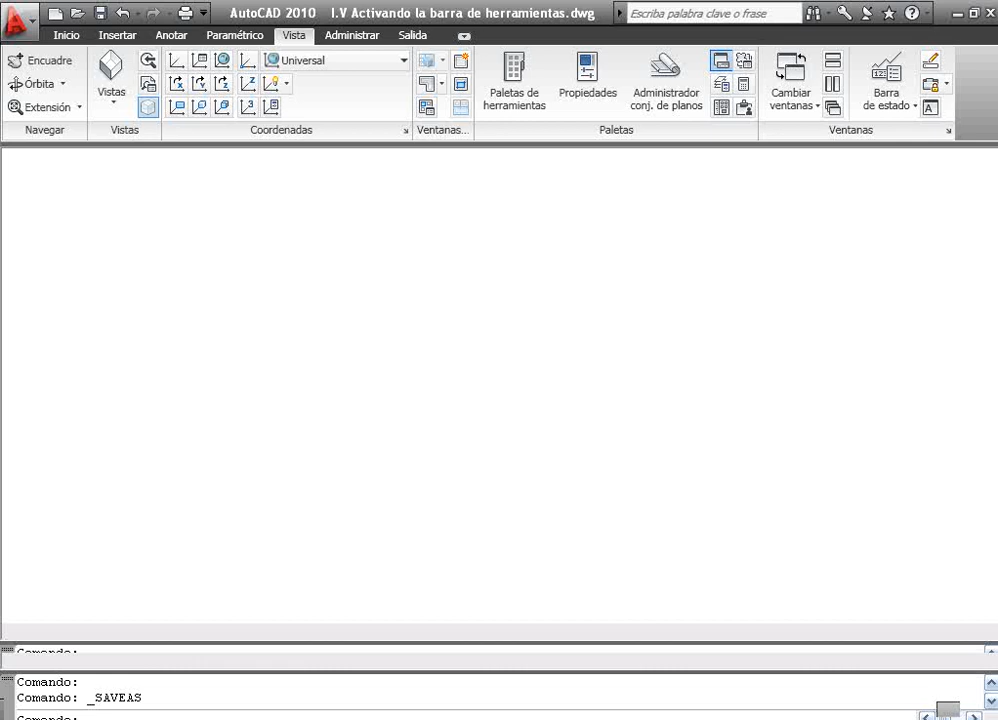 AutoCAD 2010 I.V Activando la barra de herramientas.dwg
Escriba palabra clave o frase
Inicio Insertar Anotar Paramétrico Vista Administrar Salida
Encuadre
Órbita
Extensión
Navegar
Vistas
Vistas
Universal
Coordenadas
Ventanas...
Paletas de
herramientas
Propiedades
Administrador
conj. de planos
Paletas
Cambiar
ventanas
Barra
de estado
Ventanas
Comando:
Comando:
Comando: _SAVEAS
Comando: